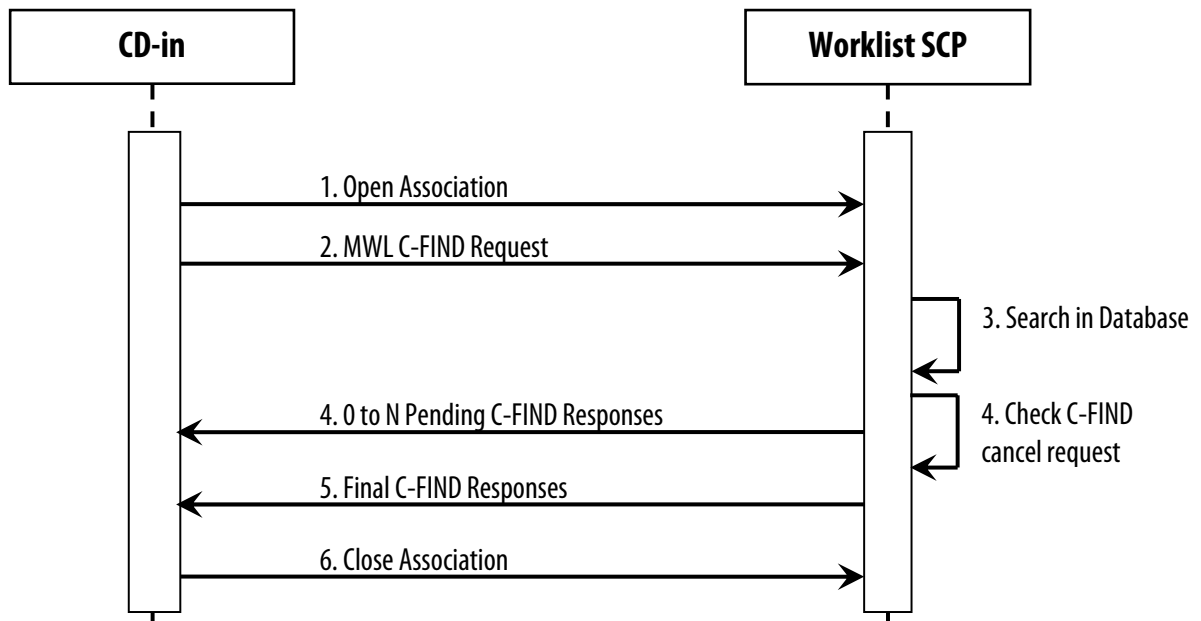 CD-in
Worklist SCP
1. Open Association
2. MWL C-FIND Request
3. Search in Database
4. 0 to N Pending C-FIND Responses
4. Check C-FIND
cancel request
5. Final C-FIND Responses
6. Close Association